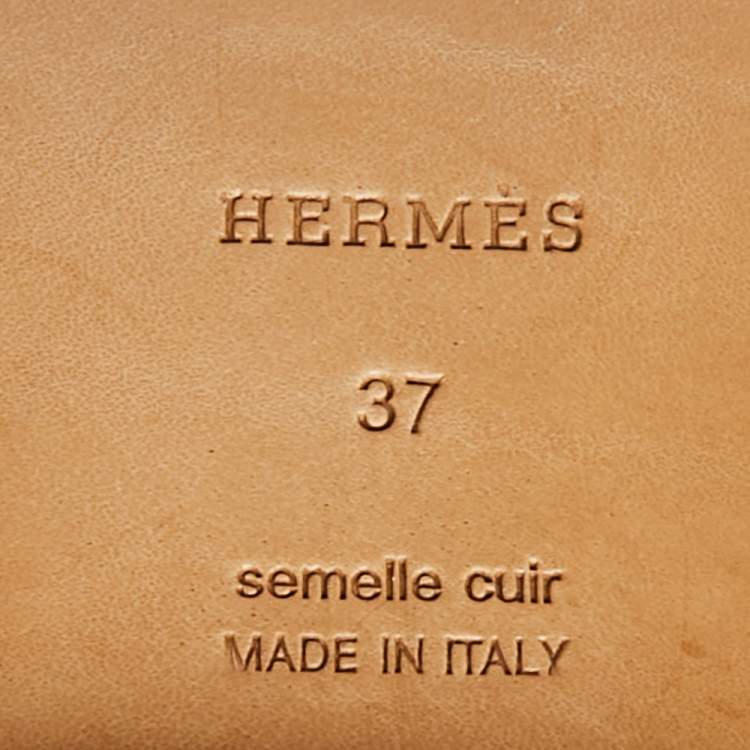 HERMÈS
37
semelle cuir
MADE IN ITALY